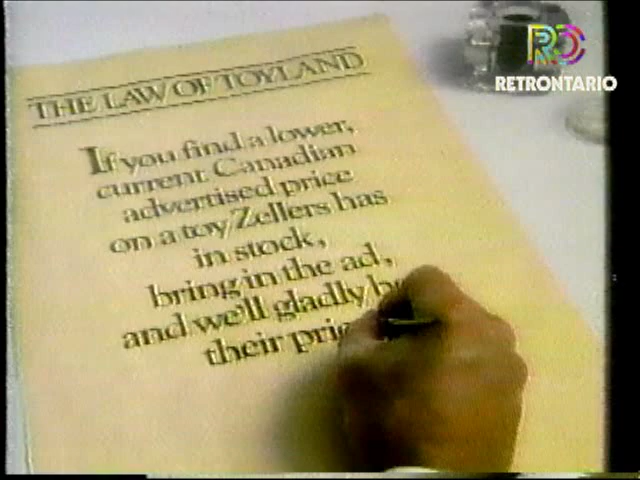 RETRONTARIO
THE LAW OF TOYLAND
If you find a lower,
current Canadian
advertised price
on a toy Zellers has
in stock,
bring in the ad,
and we'll gladly
their